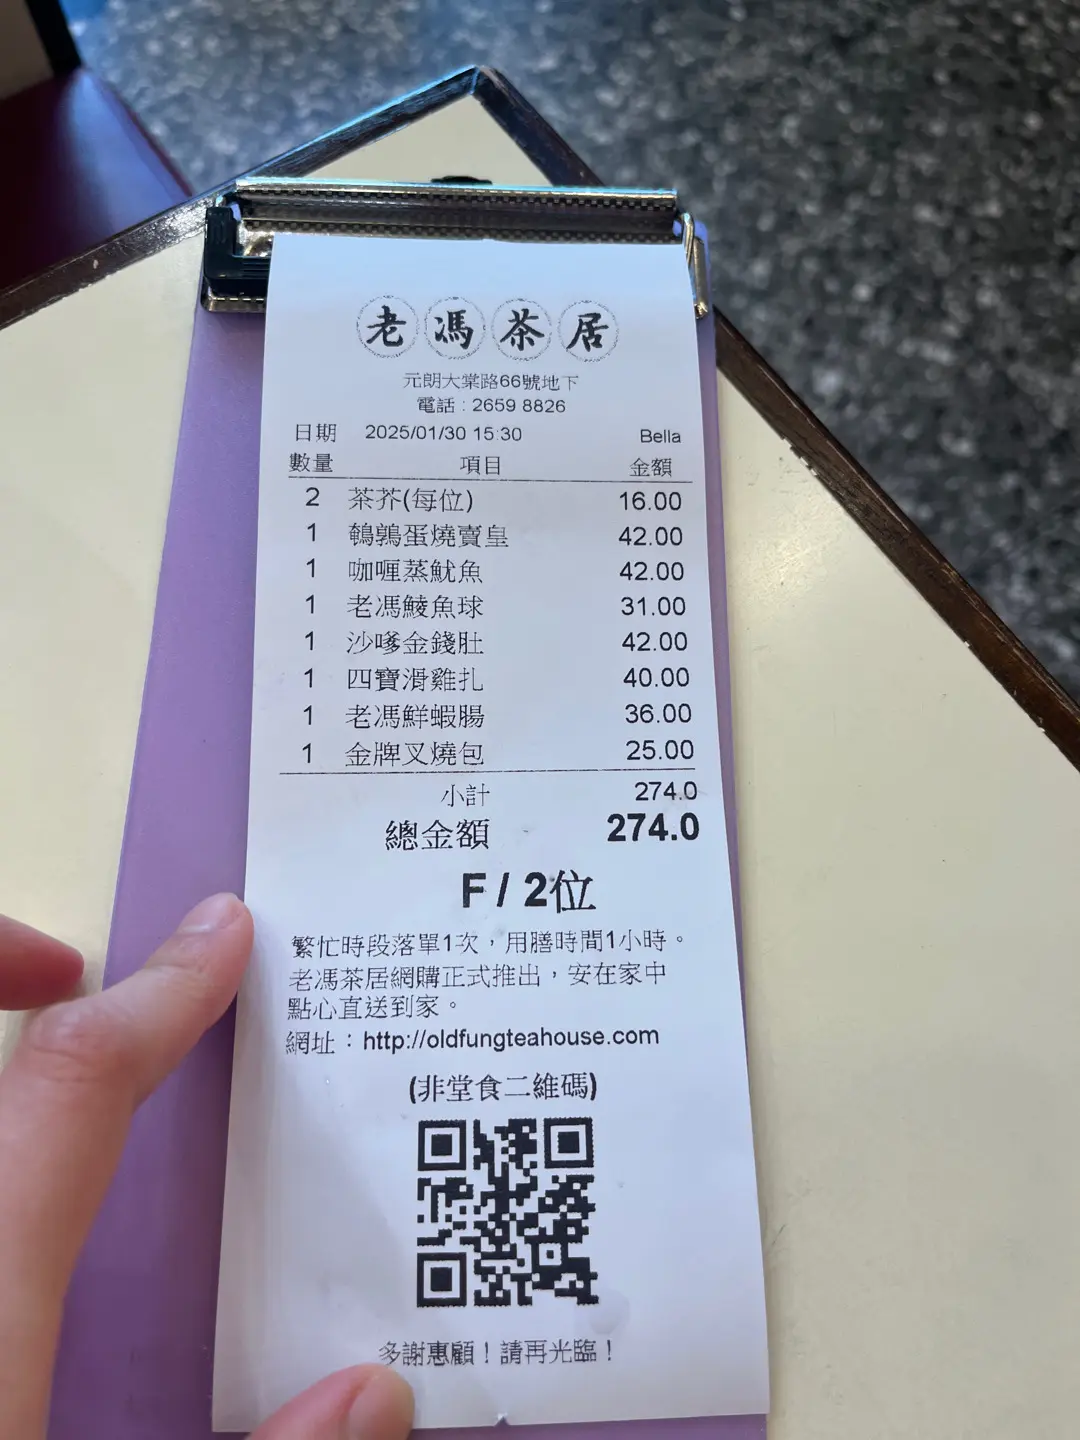 老馮茶居
元朗大棠路66號地下
電話：2659 8826
日期 2025/01/30 15:30 Bella
數量 項目 金額
2 茶芥(每位) 16.00
1 鵪鶉蛋燒賣皇 42.00
1 咖喱蒸魷魚 42.00
1 老馮鯪魚球 31.00
1 沙嗲金錢肚 42.00
1 四寶滑雞扎 40.00
1 老馮鮮蝦腸 36.00
1 金牌叉燒包 25.00
小計 274.0
總金額 274.0
F / 2位
繁忙時段落單1次，用膳時間1小時。
老馮茶居網購正式推出，安在家中
點心直送到家。
網址：http://oldfungteahouse.com
(非堂食二維碼)
多謝惠顧！請再光臨！